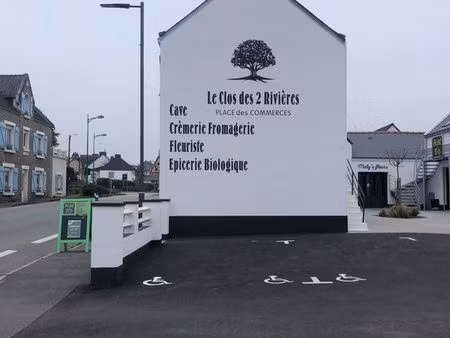 Le Clos des 2 Rivières
PLACE des COMMERCES
Cave
Crèmerie Fromagerie
Fleuriste
Epicerie Biologique